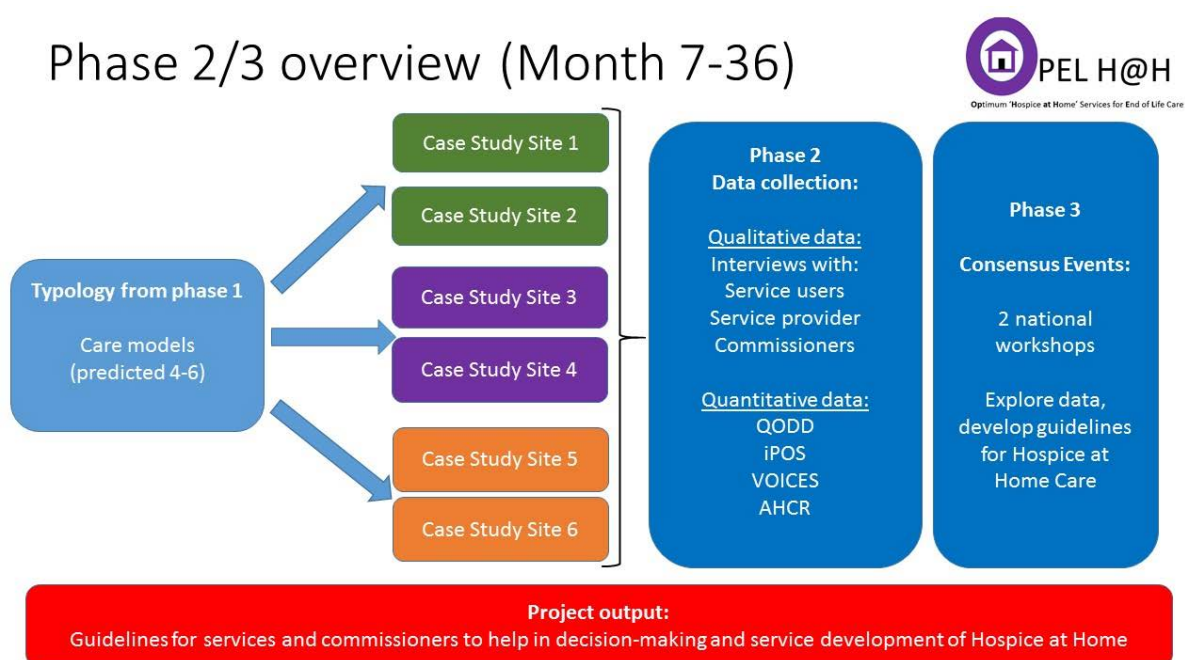 Phase 2/3 overview (Month 7-36)
PEL H@H
Optimum 'Hospice at Home' Services for End of Life Care
Typology from phase 1
Care models
(predicted 4-6)
Case Study Site 1
Case Study Site 2
Case Study Site 3
Case Study Site 4
Case Study Site 5
Case Study Site 6
Phase 2
Data collection:
Qualitative data:
Interviews with:
Service users
Service provider
Commissioners
Quantitative data:
QODD
iPOS
VOICES
AHCR
Phase 3
Consensus Events:
2 national
workshops
Explore data,
develop guidelines
for Hospice at
Home Care
Project output:
Guidelines for services and commissioners to help in decision-making and service development of Hospice at Home